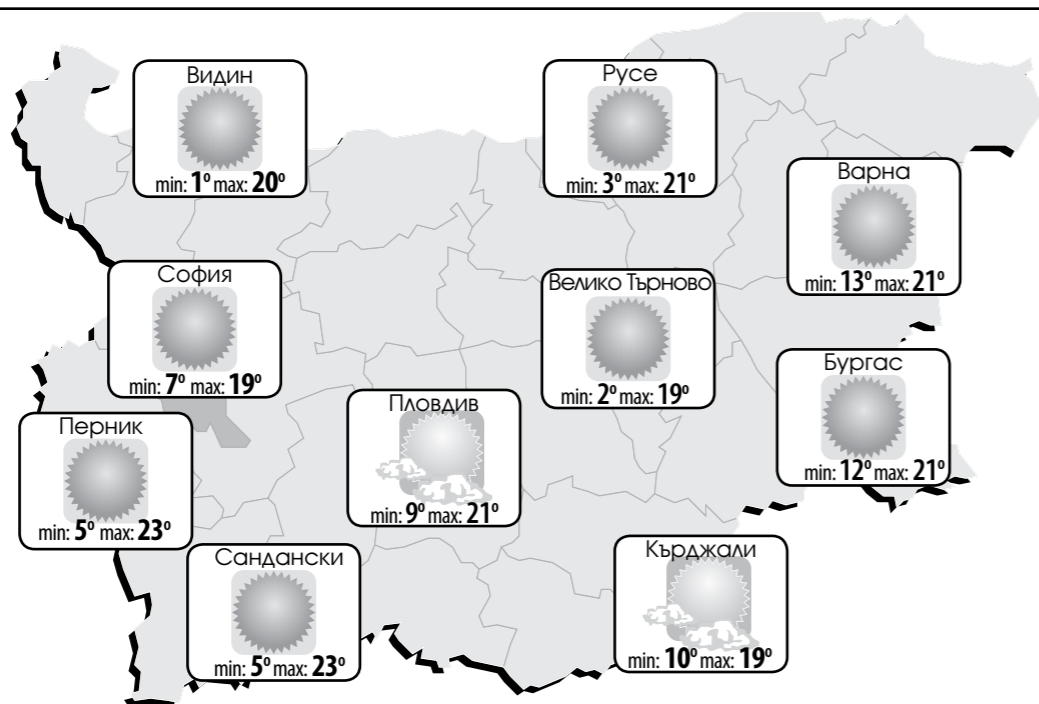 Видин
min: 1° max: 20°
Русе
min: 3° max: 21°
Варна
min: 13° max: 21°
София
min: 7° max: 19°
Велико Търново
min: 2° max: 19°
Бургас
min: 12° max: 21°
Пловдив
min: 9° max: 21°
Перник
min: 5° max: 23°
Сандански
min: 5° max: 23°
Кърджали
min: 10° max: 19°